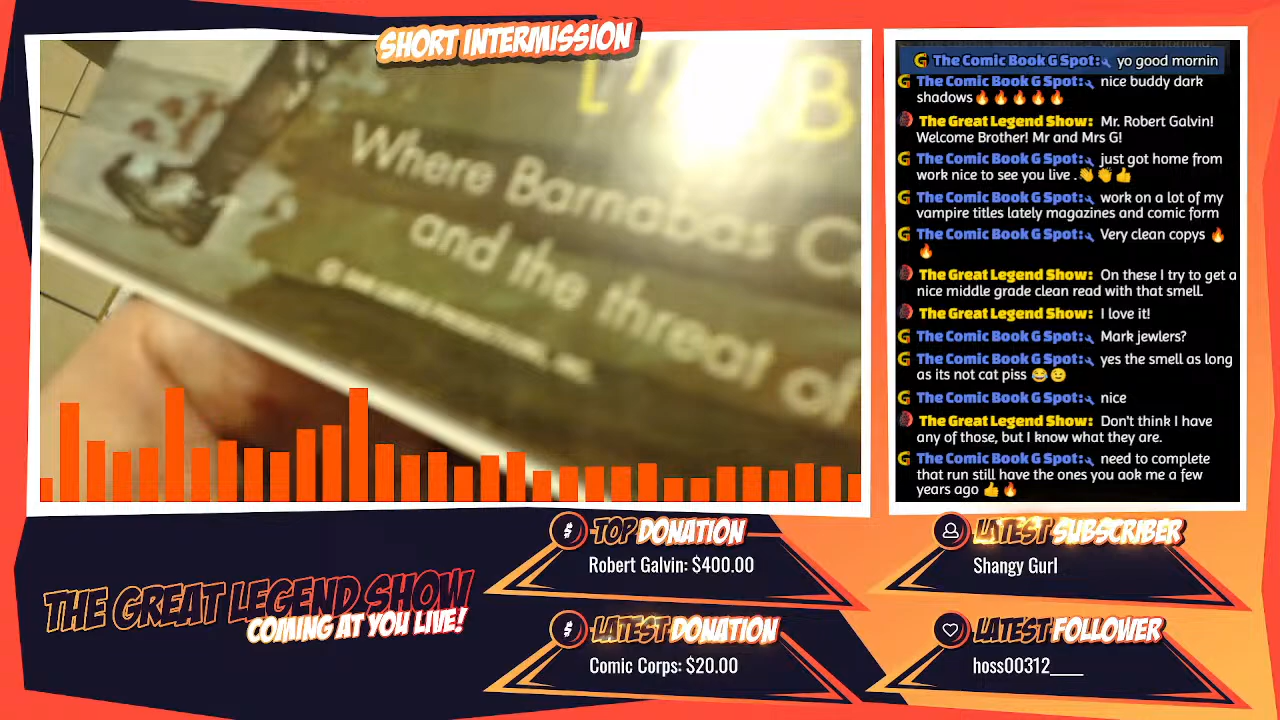 SHORT INTERMISSION
Where Barnabas
and the threat of
The Comic Book G Spot: yo good mornin
The Comic Book G Spot: nice buddy dark
shadows🔥🔥🔥🔥🔥
The Great Legend Show: Mr. Robert Galvin!
Welcome Brother! Mr and Mrs G!
The Comic Book G Spot: just got home from
work nice to see you live .👏👏👍
The Comic Book G Spot: work on a lot of my
vampire titles lately magazines and comic form
The Comic Book G Spot: Very clean copys 🔥
🔥
The Great Legend Show: On these I try to get a
nice middle grade clean read with that smell.
The Great Legend Show: I love it!
The Comic Book G Spot: Mark jewlers?
The Comic Book G Spot: yes the smell as long
as its not cat piss 😂😉
The Comic Book G Spot: nice
The Great Legend Show: Don't think I have
any of those, but I know what they are.
The Comic Book G Spot: need to complete
that run still have the ones you aok me a few
years ago 👍🔥
TOP DONATION
Robert Galvin: $400.00
LATEST SUBSCRIBER
Shangy Gurl
THE GREAT LEGEND SHOW
COMING AT YOU LIVE!
LATEST DONATION
Comic Corps: $20.00
LATEST FOLLOWER
hoss00312____